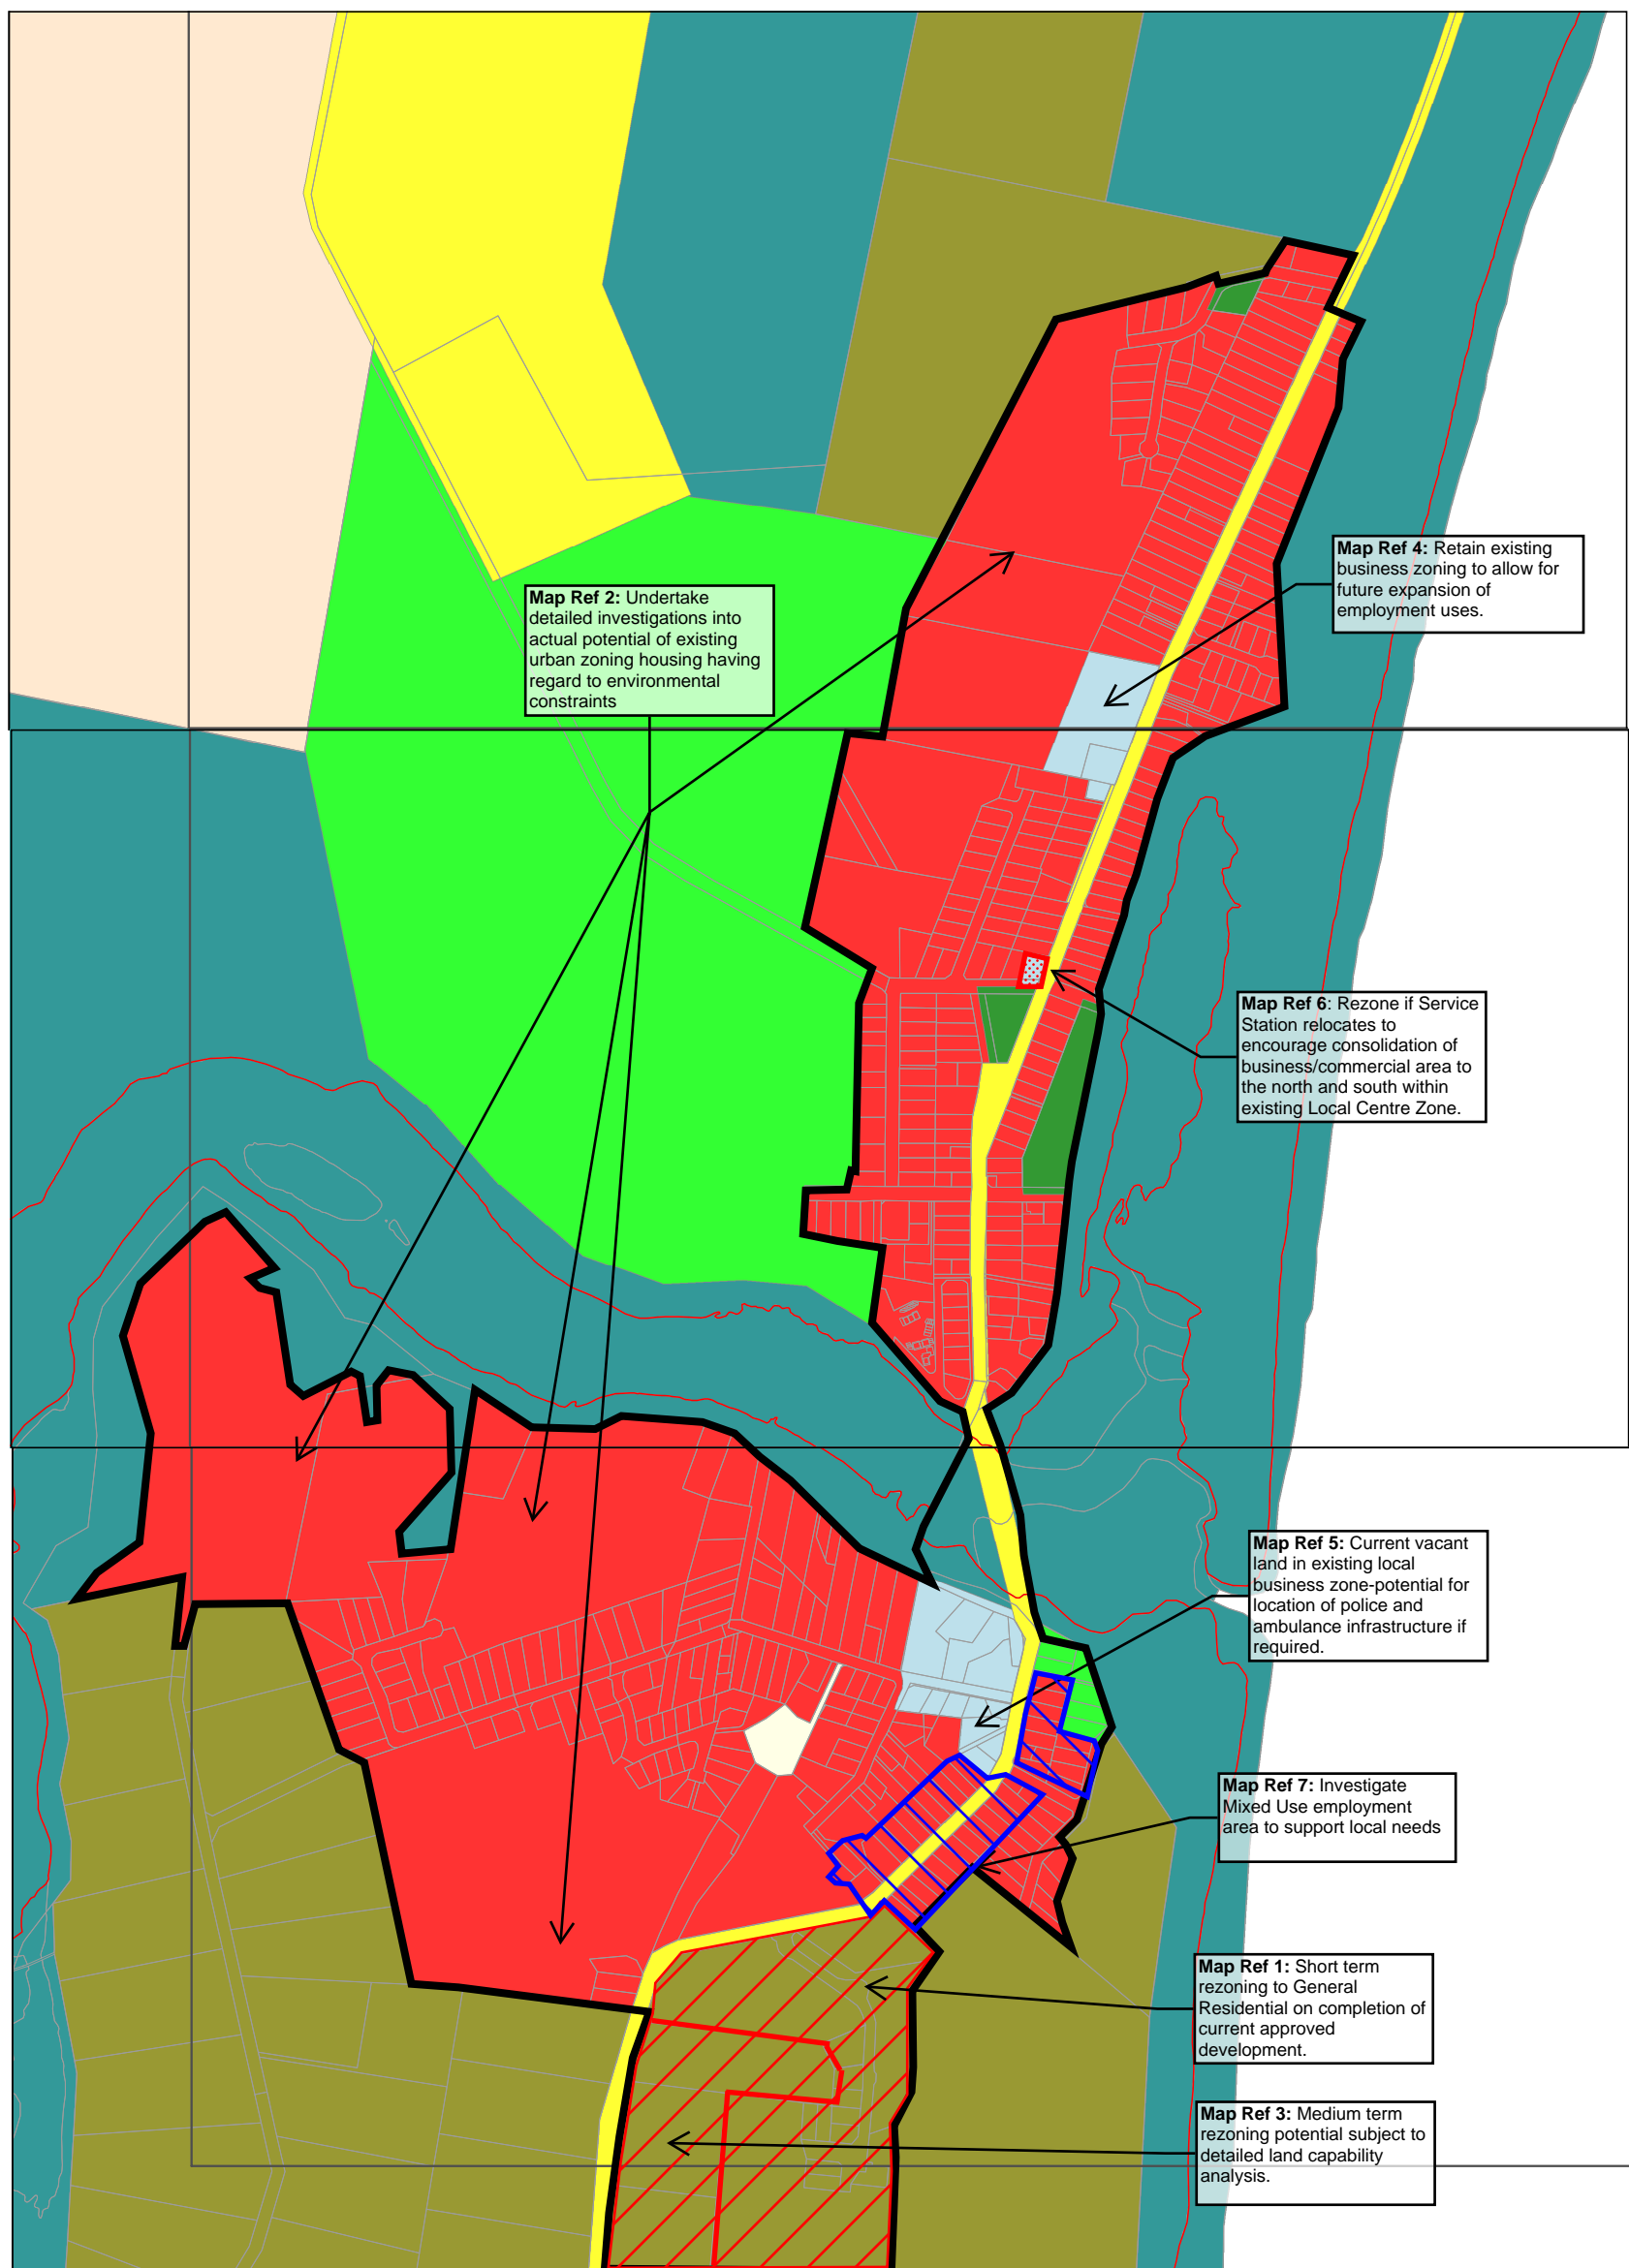 Map Ref 4: Retain existing
business zoning to allow for
future expansion of
employment uses.
Map Ref 2: Undertake
detailed investigations into
actual potential of existing
urban zoning housing having
regard to environmental
constraints
Map Ref 6: Rezone if Service
Station relocates to
encourage consolidation of
business/commercial area to
the north and south within
existing Local Centre Zone.
Map Ref 5: Current vacant
land in existing local
business zone-potential for
location of police and
ambulance infrastructure if
required.
Map Ref 7: Investigate
Mixed Use employment
area to support local needs
Map Ref 1: Short term
rezoning to General
Residential on completion of
current approved
development.
Map Ref 3: Medium term
rezoning potential subject to
detailed land capability
analysis.